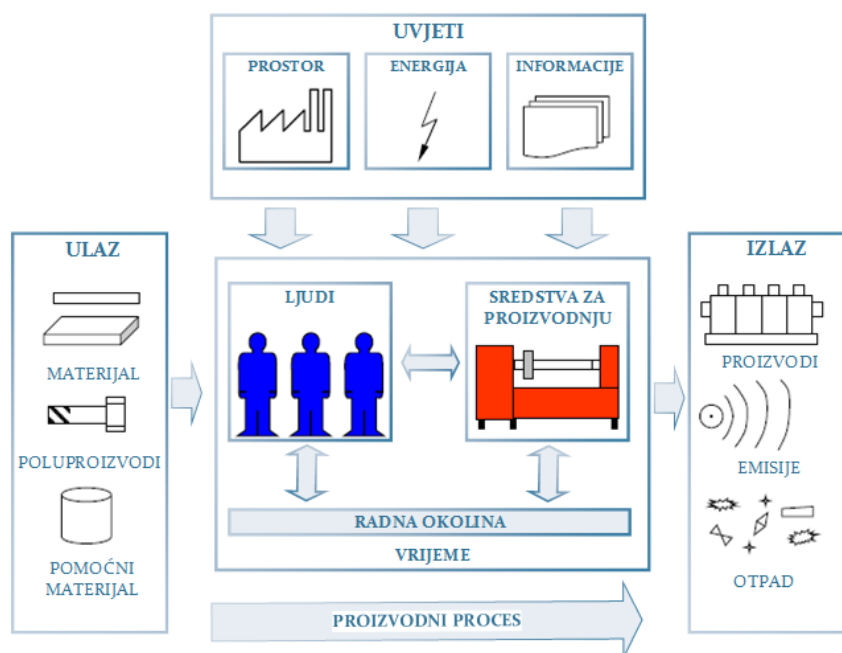 UVJETI
PROSTOR
ENERGIJA
INFORMACIJE
ULAZ
MATERIJAL
POLUPROIZVODI
POMOĆNI
MATERIJAL
LJUDI
SREDSTVA ZA
PROIZVODNJU
RADNA OKOLINA
VRIJEME
IZLAZ
PROIZVODI
EMISIJE
OTPAD
PROIZVODNI PROCES